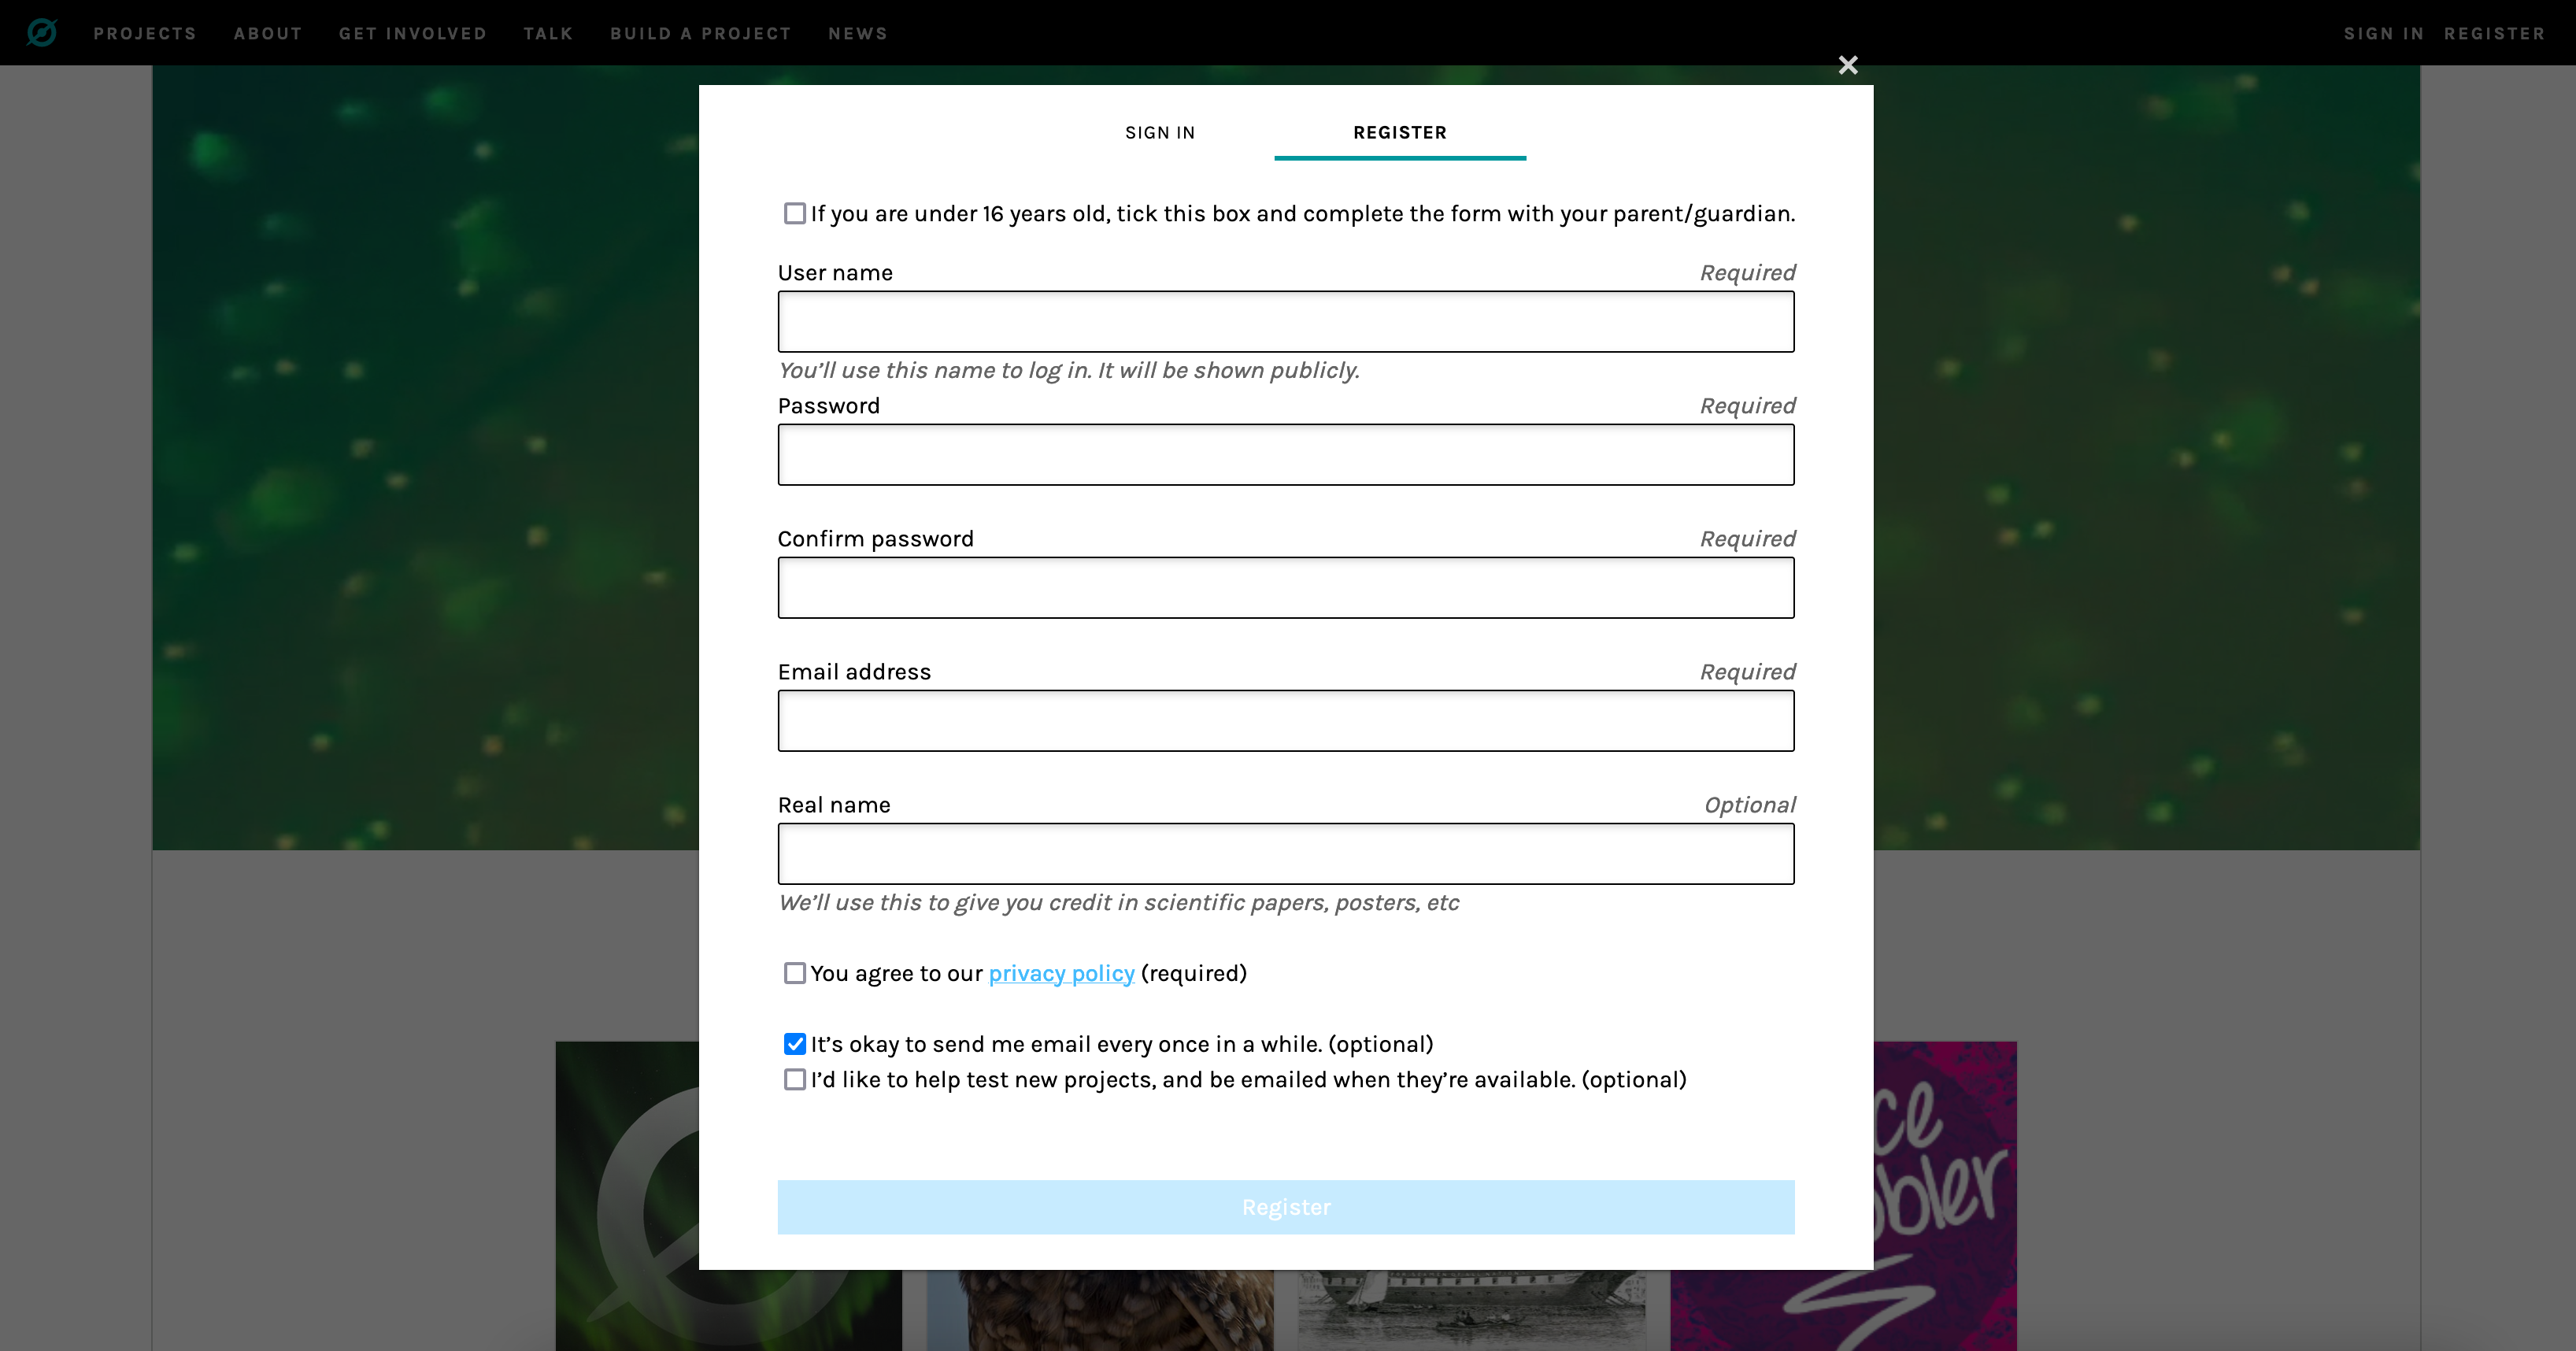 PROJECTS ABOUT GET INVOLVED TALK BUILD A PROJECT NEWS SIGN IN REGISTER
×
SIGN IN REGISTER
If you are under 16 years old, tick this box and complete the form with your parent/guardian.
User name Required
You’ll use this name to log in. It will be shown publicly.
Password Required
Confirm password Required
Email address Required
Real name Optional
We’ll use this to give you credit in scientific papers, posters, etc
You agree to our privacy policy (required)
It’s okay to send me email every once in a while. (optional)
I’d like to help test new projects, and be emailed when they’re available. (optional)
Register